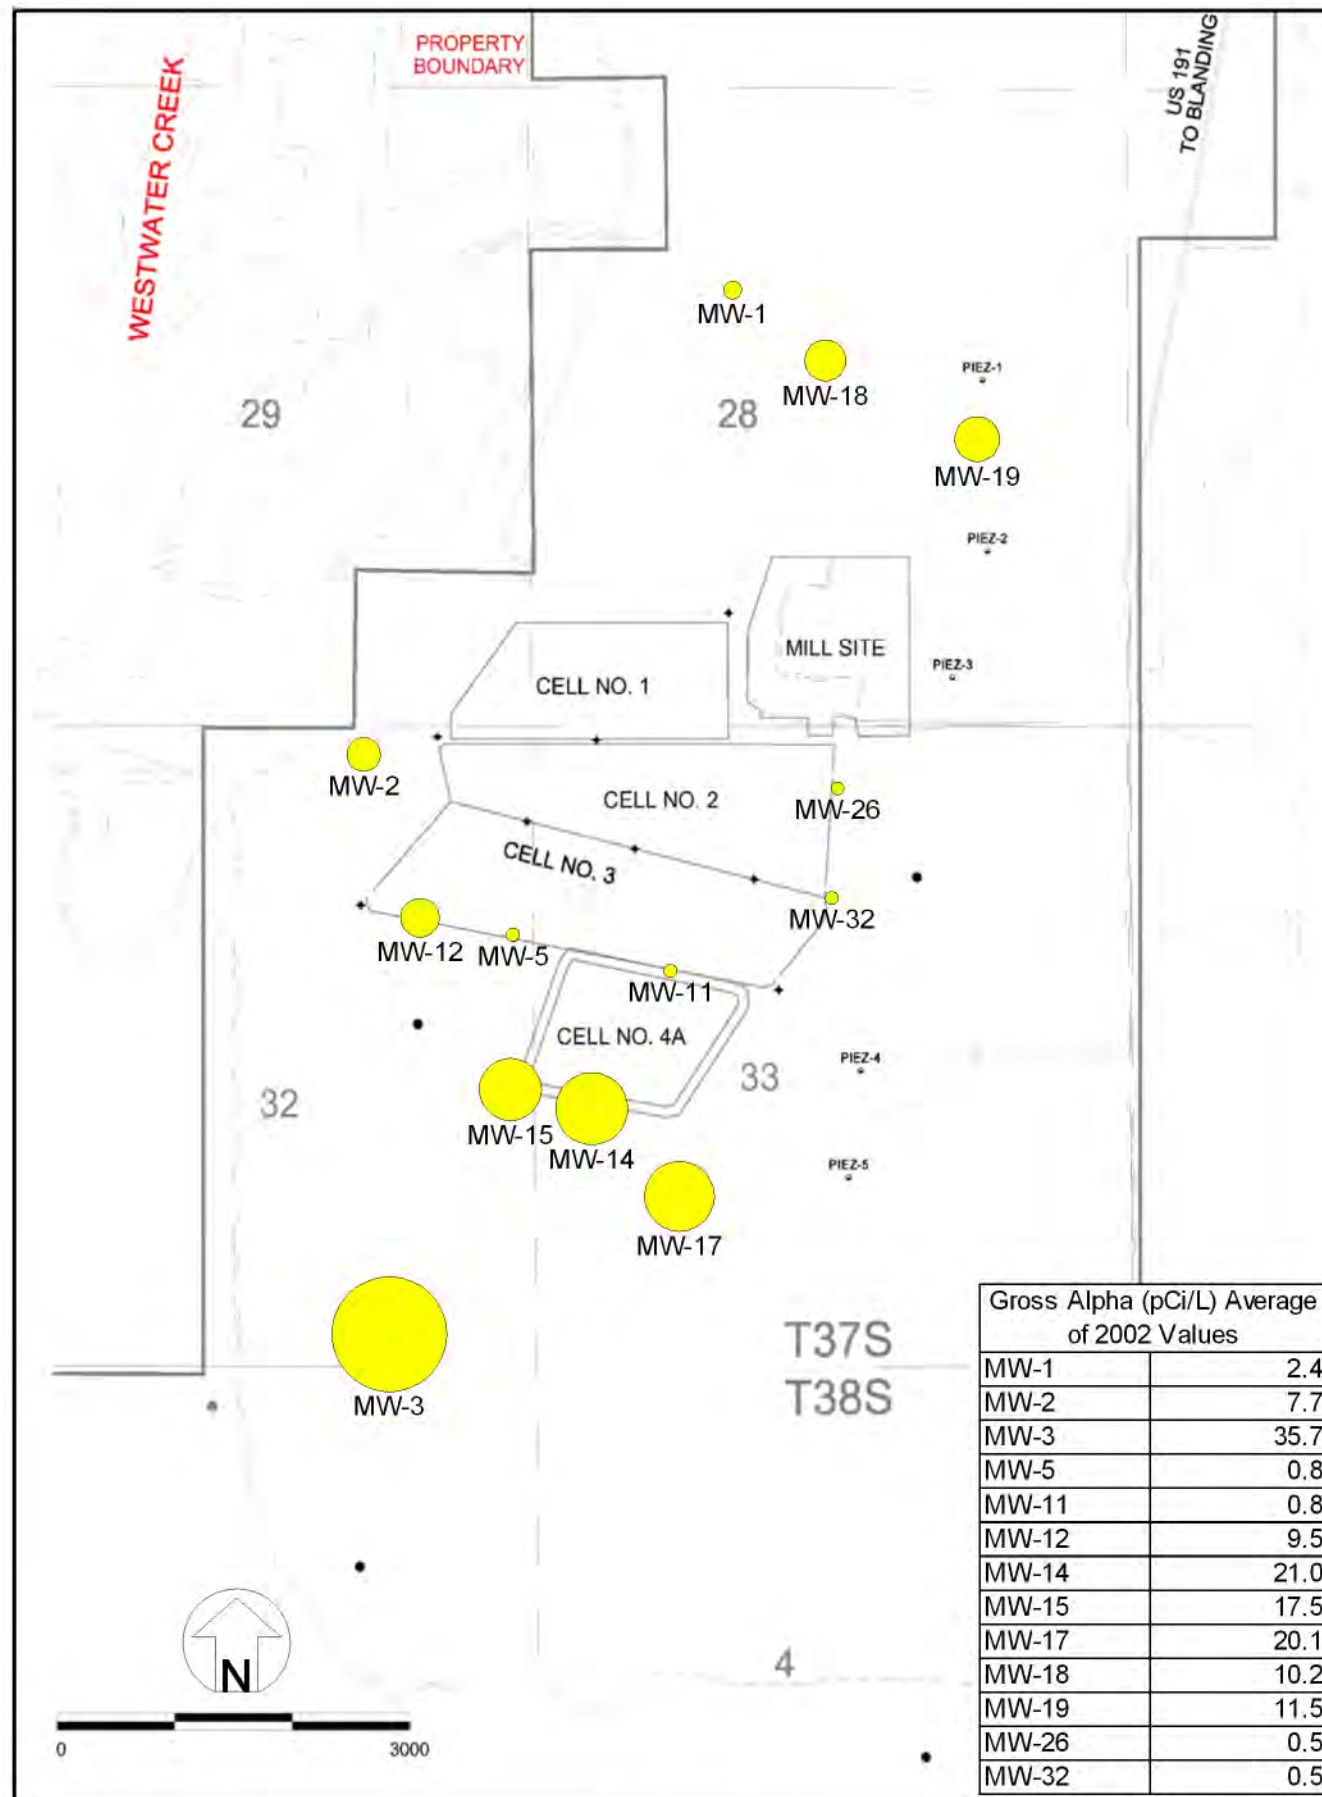 PROPERTY
BOUNDARY
WESTWATER CREEK
US 191
TO BLANDING
MW-1
MW-18
PIEZ-1
29
28
MW-19
PIEZ-2
MILL SITE
PIEZ-3
CELL NO. 1
MW-2
CELL NO. 2
MW-26
CELL NO. 3
MW-32
MW-12
MW-5
MW-11
CELL NO. 4A
PIEZ-4
33
32
MW-15
MW-14
PIEZ-5
MW-17
T37S
T38S
MW-3
4
N
0 3000
Gross Alpha (pCi/L) Average
of 2002 Values
MW-1 2.4
MW-2 7.7
MW-3 35.7
MW-5 0.8
MW-11 0.8
MW-12 9.5
MW-14 21.0
MW-15 17.5
MW-17 20.1
MW-18 10.2
MW-19 11.5
MW-26 0.5
MW-32 0.5